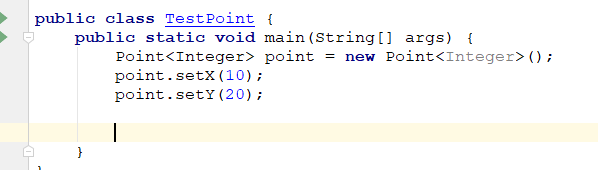 public class TestPoint {
public static void main(String[] args) {
Point<Integer> point = new Point<Integer>();
point.setX(10);
point.setY(20);
}
}